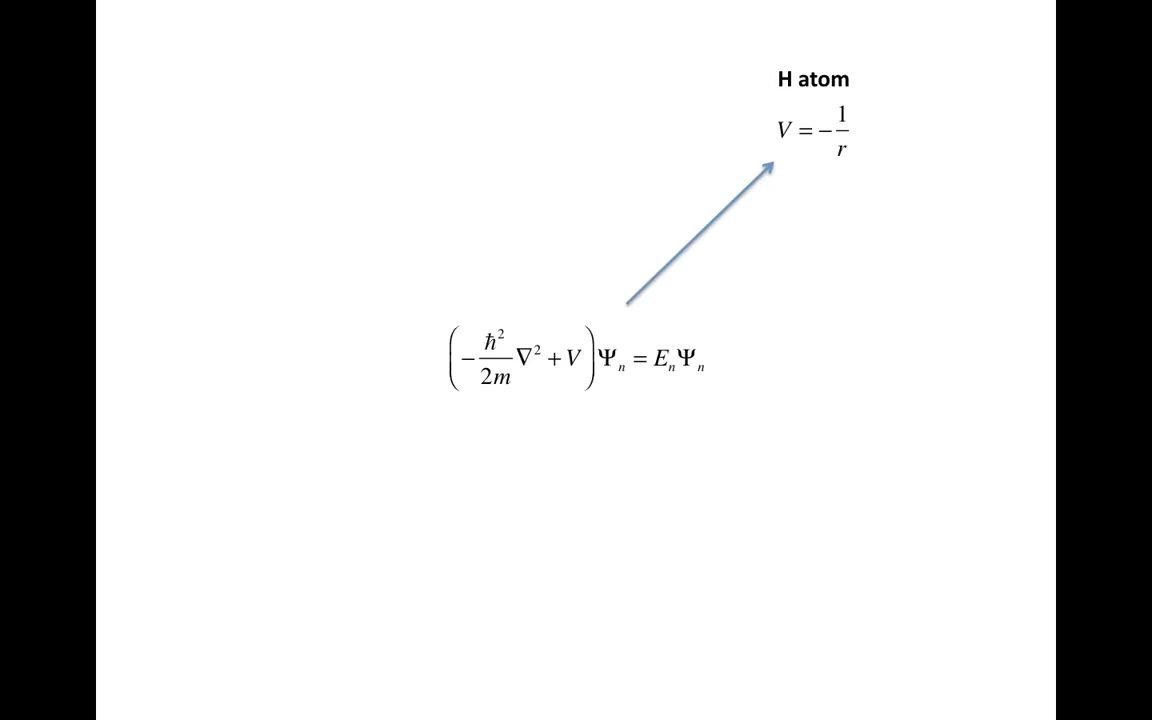 H atom
V = −1/r
(−ℏ²/2m ∇² + V)Ψₙ = EₙΨₙ